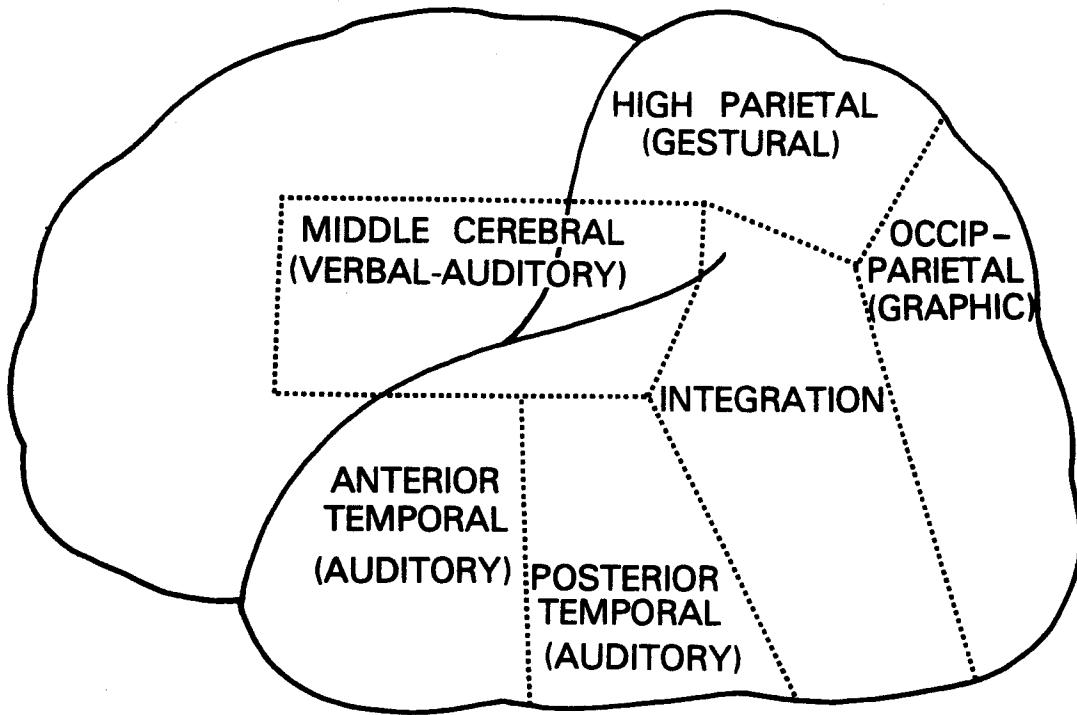 HIGH PARIETAL
(GESTURAL)
MIDDLE CEREBRAL
(VERBAL-AUDITORY)
OCCIP-
PARIETAL
(GRAPHIC)
INTEGRATION
ANTERIOR
TEMPORAL
(AUDITORY)
POSTERIOR
TEMPORAL
(AUDITORY)